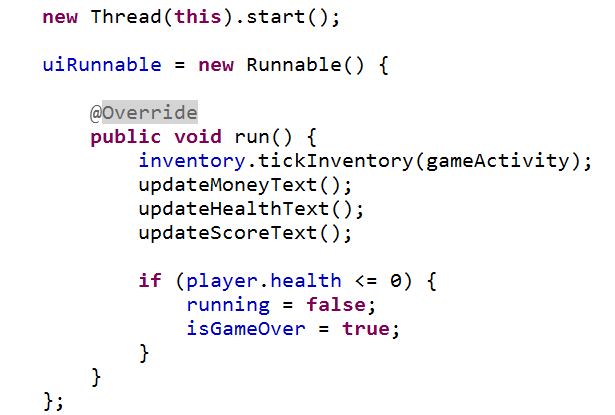 new Thread(this).start();
uiRunnable = new Runnable() {
@Override
public void run() {
inventory.tickInventory(gameActivity);
updateMoneyText();
updateHealthText();
updateScoreText();
if (player.health <= 0) {
running = false;
isGameOver = true;
}
}
};